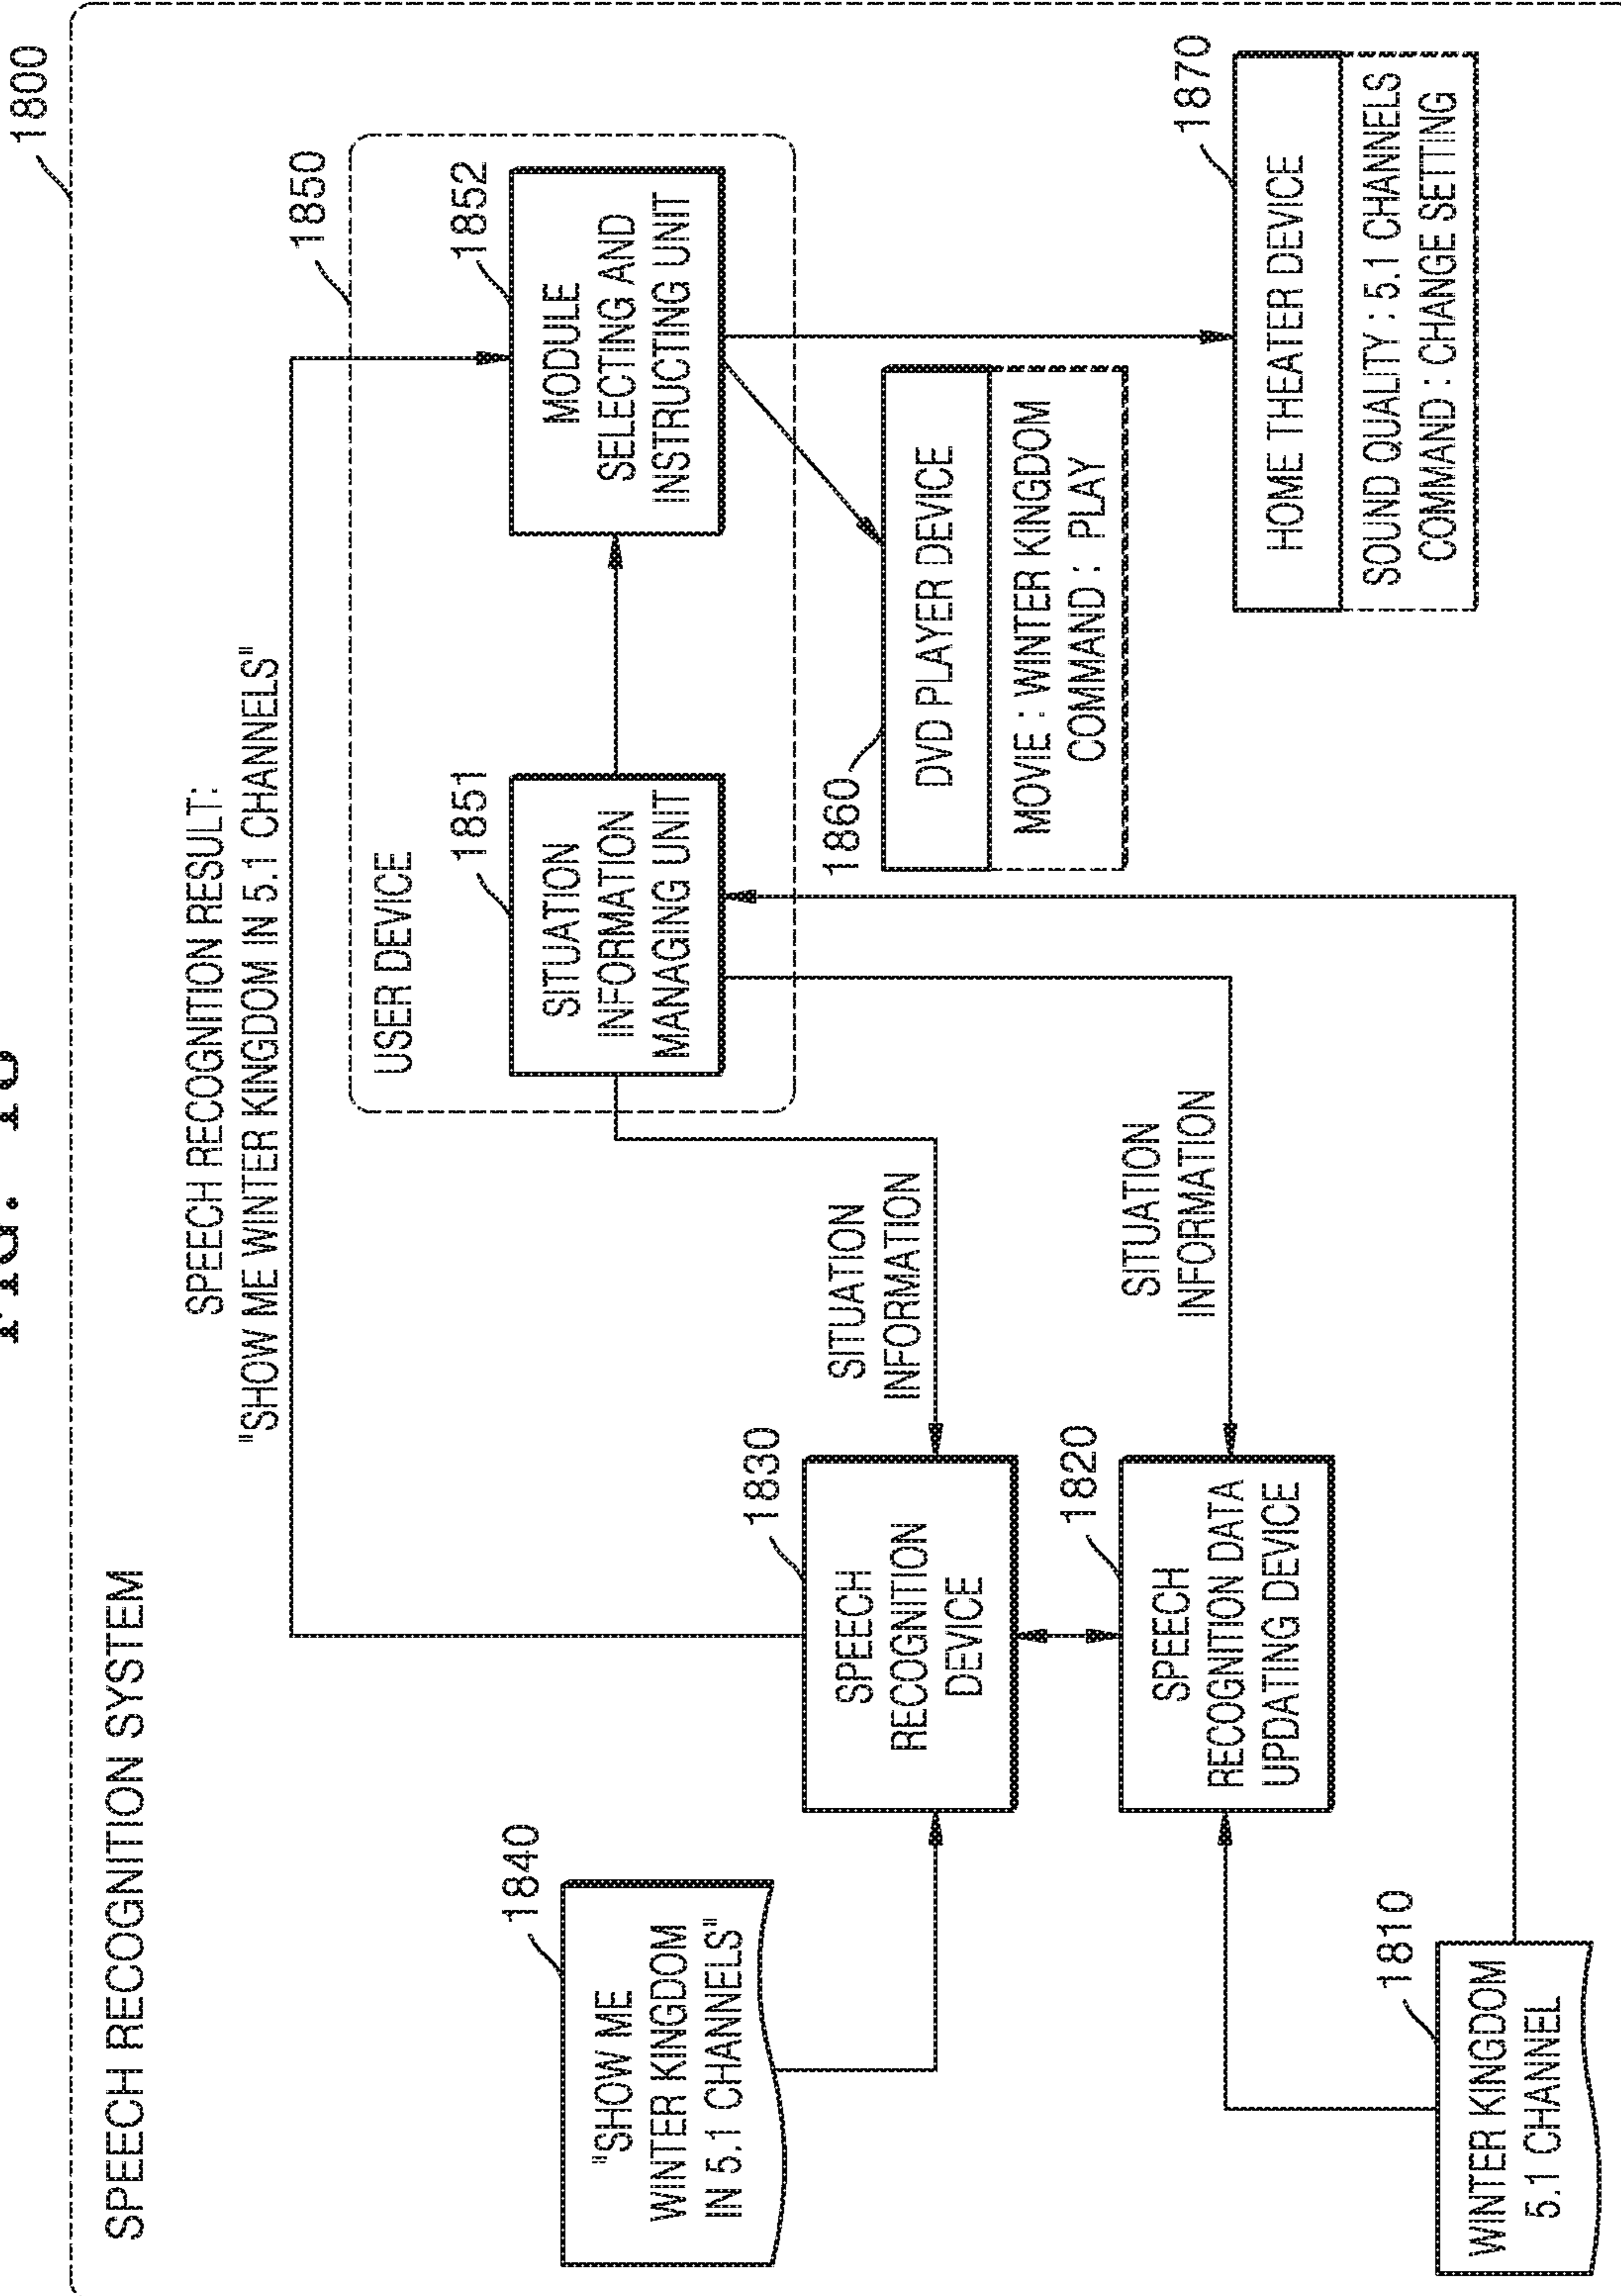 1800
SPEECH RECOGNITION SYSTEM
SPEECH RECOGNITION RESULT:
"SHOW ME WINTER KINGDOM IN 5.1 CHANNELS"
1850
USER DEVICE
1851
SITUATION
INFORMATION
MANAGING UNIT
1852
MODULE
SELECTING AND
INSTRUCTING UNIT
1840
"SHOW ME
WINTER KINGDOM
IN 5.1 CHANNELS"
1830
SPEECH
RECOGNITION
DEVICE
SITUATION
INFORMATION
1860
DVD PLAYER DEVICE
MOVIE : WINTER KINGDOM
COMMAND : PLAY
1820
SPEECH
RECOGNITION DATA
UPDATING DEVICE
SITUATION
INFORMATION
1870
HOME THEATER DEVICE
SOUND QUALITY : 5.1 CHANNELS
COMMAND : CHANGE SETTING
1810
WINTER KINGDOM
5.1 CHANNEL